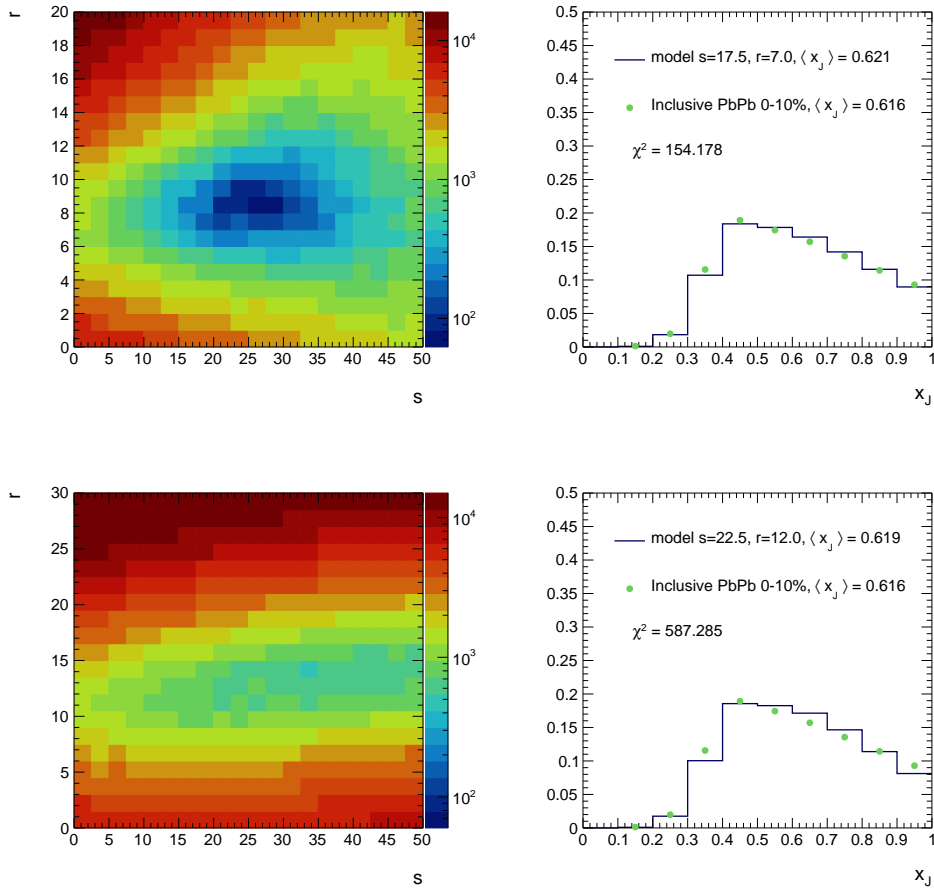 r
20
18
16
14
12
10
8
6
4
2
0
0 5 10 15 20 25 30 35 40 45 50
s
10^4
10^3
10^2
0.5
0.45
0.4
0.35
0.3
0.25
0.2
0.15
0.1
0.05
0
0 0.1 0.2 0.3 0.4 0.5 0.6 0.7 0.8 0.9 1
x_J
model s=17.5, r=7.0, ⟨ x_J ⟩ = 0.621
Inclusive PbPb 0-10%, ⟨ x_J ⟩ = 0.616
χ² = 154.178
r
30
25
20
15
10
5
0
0 5 10 15 20 25 30 35 40 45 50
s
10^4
10^3
10^2
0.5
0.45
0.4
0.35
0.3
0.25
0.2
0.15
0.1
0.05
0
0 0.1 0.2 0.3 0.4 0.5 0.6 0.7 0.8 0.9 1
x_J
model s=22.5, r=12.0, ⟨ x_J ⟩ = 0.619
Inclusive PbPb 0-10%, ⟨ x_J ⟩ = 0.616
χ² = 587.285